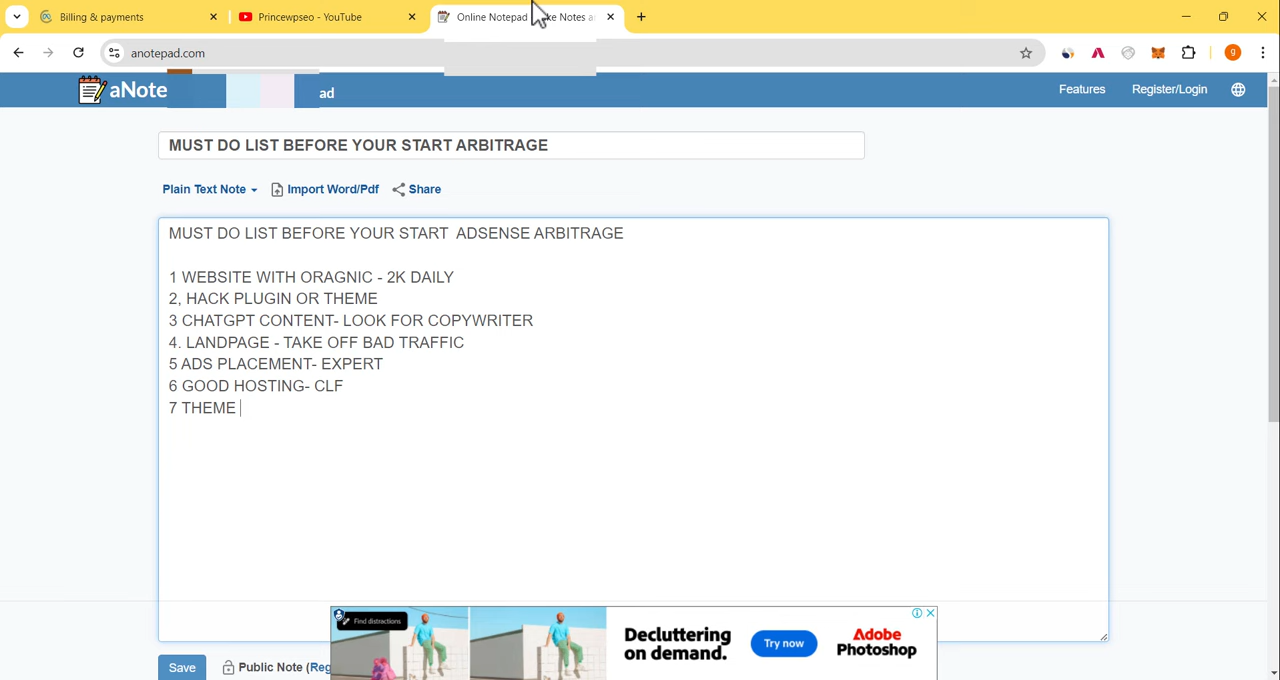 Billing & payments
Princewpseo - YouTube
Online Notepad
ke Notes a
anotepad.com
g
aNote
ad
Features
Register/Login
MUST DO LIST BEFORE YOUR START ARBITRAGE
Plain Text Note
Import Word/Pdf
Share
MUST DO LIST BEFORE YOUR START ADSENSE ARBITRAGE
1 WEBSITE WITH ORAGNIC - 2K DAILY
2, HACK PLUGIN OR THEME
3 CHATGPT CONTENT- LOOK FOR COPYWRITER
4. LANDPAGE - TAKE OFF BAD TRAFFIC
5 ADS PLACEMENT- EXPERT
6 GOOD HOSTING- CLF
7 THEME
Find distractions
Decluttering
on demand.
Try now
Adobe
Photoshop
Save
Public Note (Reg